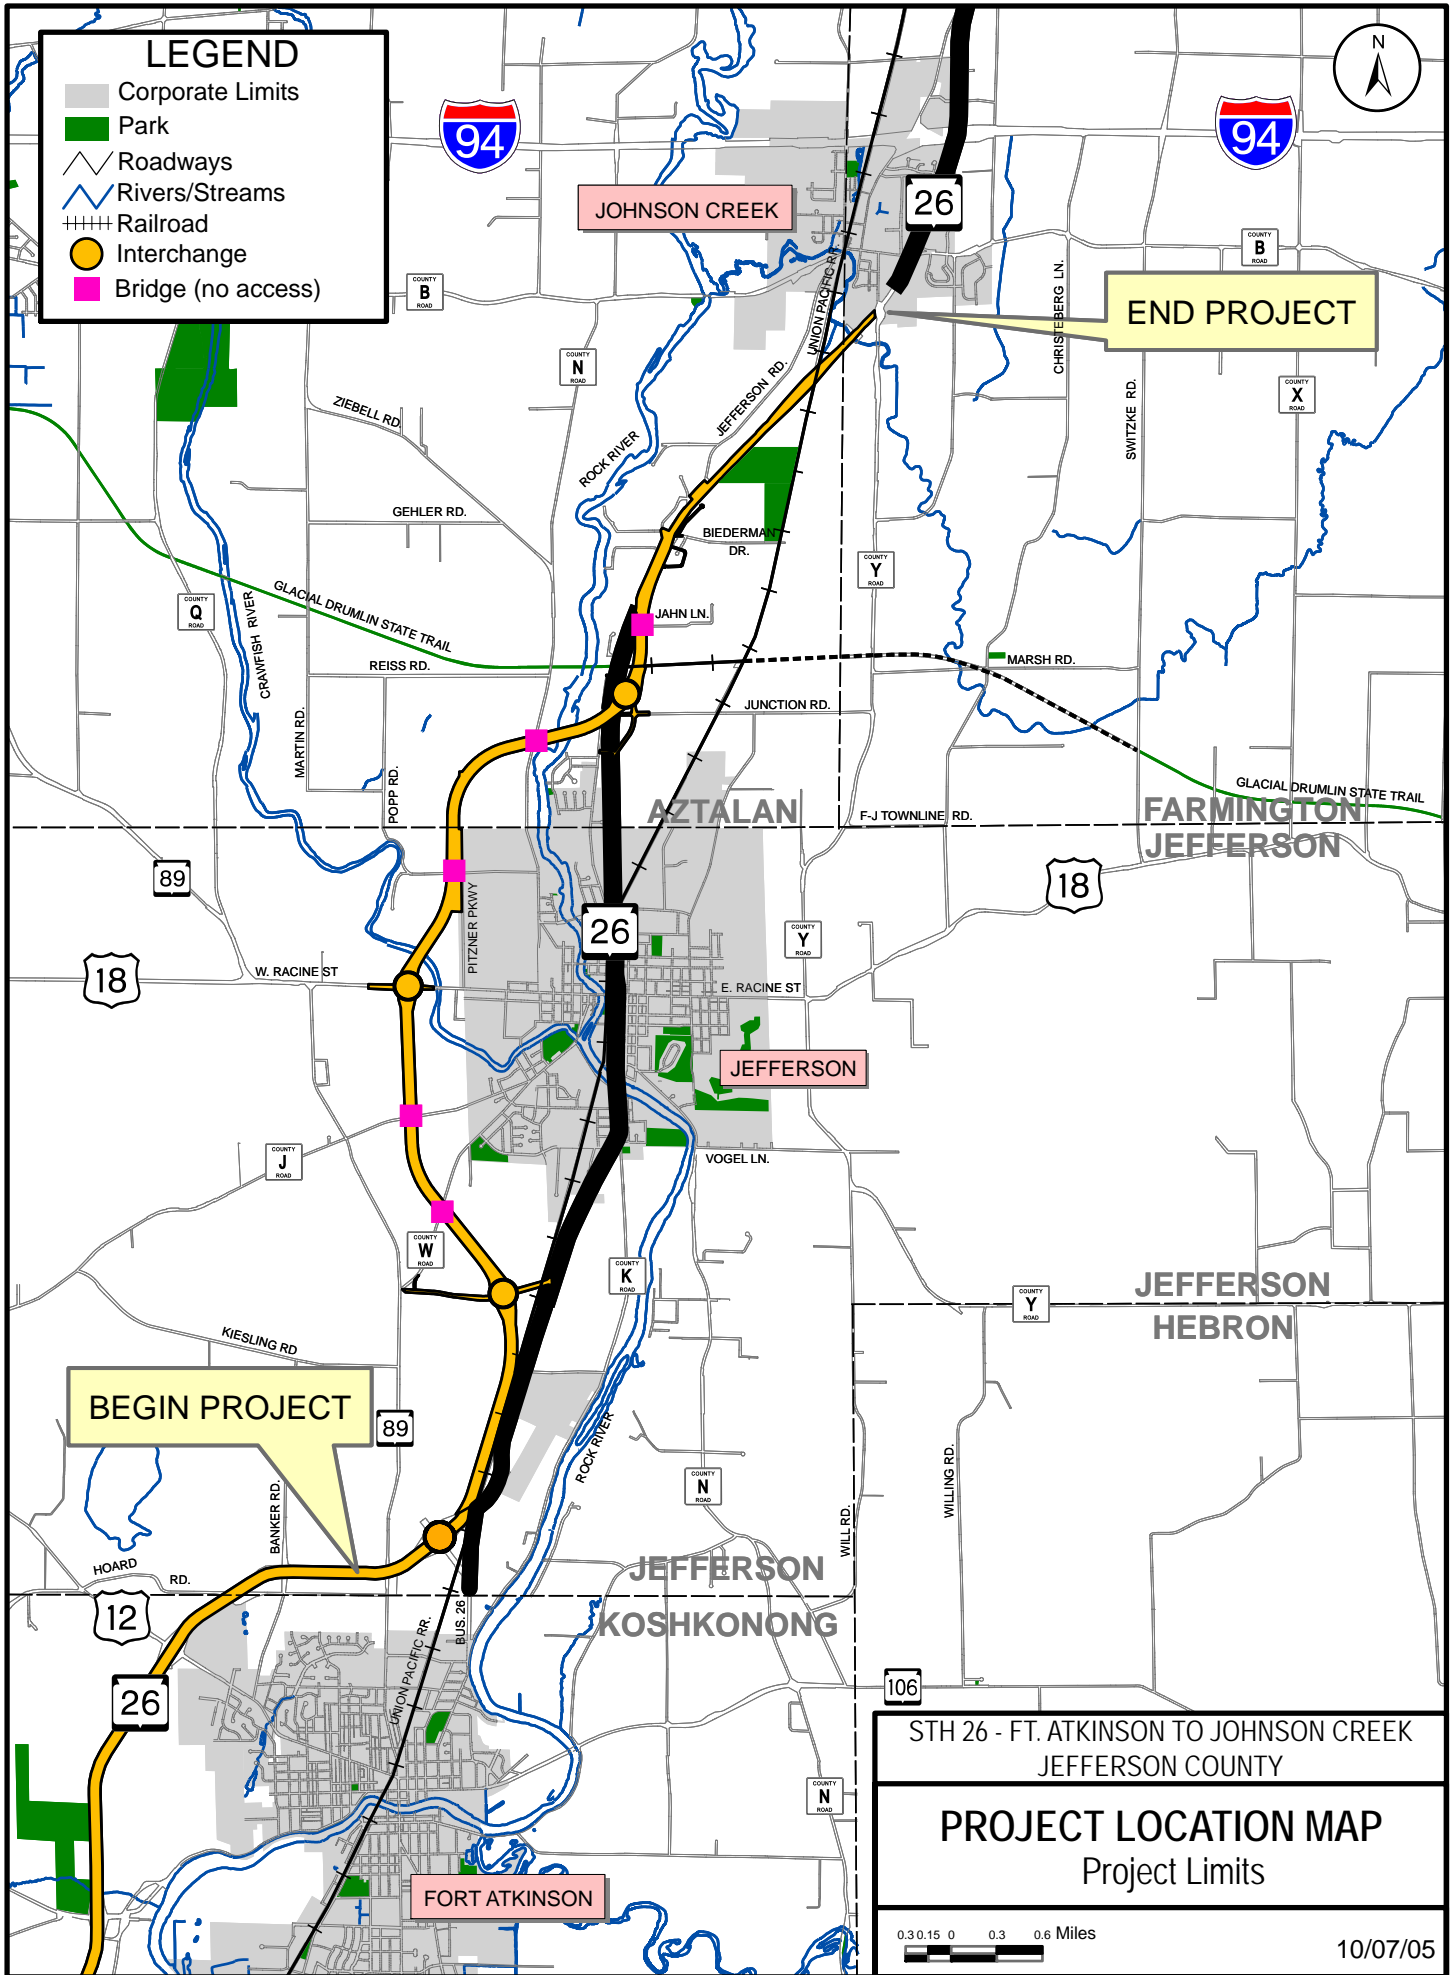 LEGEND
Corporate Limits
Park
Roadways
Rivers/Streams
Railroad
Interchange
Bridge (no access)
94
94
N
JOHNSON CREEK
26
COUNTY
B
ROAD
COUNTY
B
ROAD
END PROJECT
UNION PACIFIC RR.
CHRISTEBERG LN.
COUNTY
N
ROAD
COUNTY
X
ROAD
ZIEBELL RD.
JEFFERSON RD.
SWITZKE RD.
ROCK RIVER
GEHLER RD.
BIEDERMAN
DR.
COUNTY
Y
ROAD
COUNTY
Q
ROAD
CRAWFISH RIVER
GLACIAL DRUMLIN STATE TRAIL
JAHN LN.
REISS RD.
MARSH RD.
JUNCTION RD.
MARTIN RD.
POPP RD.
GLACIAL DRUMLIN STATE TRAIL
AZTALAN
F-J TOWNLINE RD.
FARMINGTON
JEFFERSON
89
18
PITZNER PKWY
26
COUNTY
Y
ROAD
18
W. RACINE ST
E. RACINE ST
JEFFERSON
COUNTY
J
ROAD
VOGEL LN.
COUNTY
W
ROAD
COUNTY
K
ROAD
JEFFERSON
COUNTY
Y
ROAD
HEBRON
KIESLING RD
BEGIN PROJECT
89
ROCK RIVER
COUNTY
N
ROAD
WILLING RD.
BANKER RD.
WILL RD.
HOARD
RD.
JEFFERSON
12
BUS. 26
KOSHKONONG
UNION PACIFIC RR.
26
106
STH 26 - FT. ATKINSON TO JOHNSON CREEK
JEFFERSON COUNTY
COUNTY
N
ROAD
PROJECT LOCATION MAP
Project Limits
FORT ATKINSON
0.3 0.15 0 0.3 0.6 Miles
10/07/05